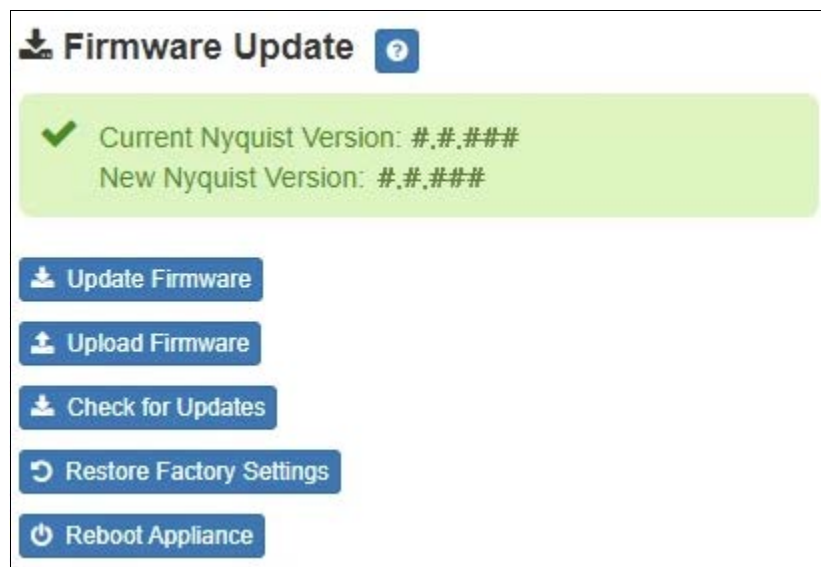 Firmware Update ?
Current Nyquist Version: #.#.###
New Nyquist Version: #.#.###
Update Firmware
Upload Firmware
Check for Updates
Restore Factory Settings
Reboot Appliance